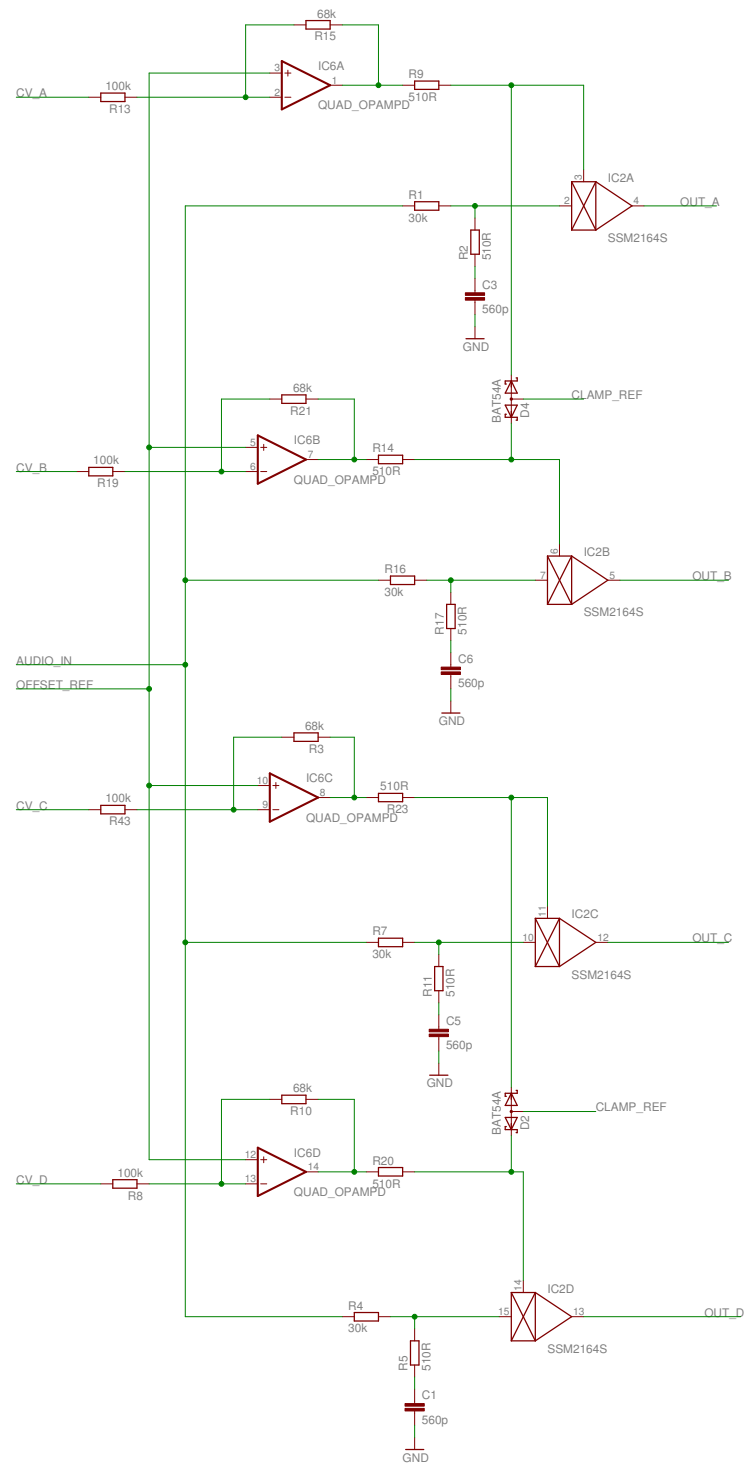 68k
R15
IC6A
3
+
1
2
−
QUAD_OPAMPD
R9
510R
CV_A
100k
R13
IC2A
3
2
4
OUT_A
SSM2164S
R1
30k
R2
510R
C3
560p
GND
BAT54A
D4
CLAMP_REF
68k
R21
IC6B
5
+
7
6
−
QUAD_OPAMPD
R14
510R
CV_B
100k
R19
IC2B
6
7
5
OUT_B
SSM2164S
R16
30k
R17
510R
C6
560p
GND
AUDIO_IN
OFFSET_REF
68k
R3
IC6C
10
+
8
9
−
QUAD_OPAMPD
510R
R23
CV_C
100k
R43
IC2C
11
10
12
OUT_C
SSM2164S
R7
30k
R11
510R
C5
560p
GND
BAT54A
D2
CLAMP_REF
68k
R10
IC6D
12
+
14
13
−
QUAD_OPAMPD
R20
510R
CV_D
100k
R8
IC2D
14
15
13
OUT_D
SSM2164S
R4
30k
R5
510R
C1
560p
GND